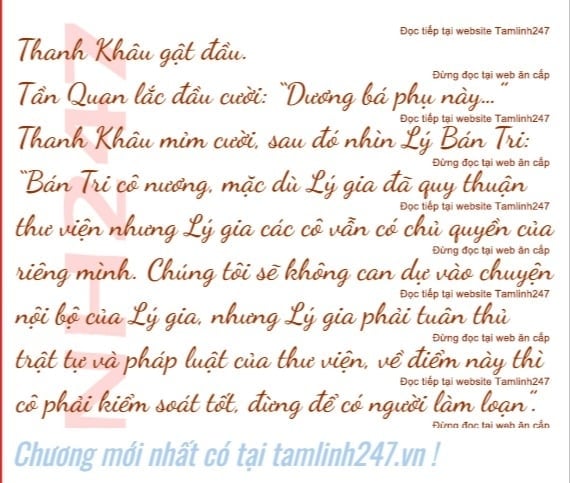 Đọc tiếp tại website Tamlinh247
Thanh Khâu gật đầu.
Đừng đọc tại web ăn cắp
Tần Quan lắc đầu cười: “Dương bá phụ này...”
Đọc tiếp tại website Tamlinh247
Thanh Khâu mỉm cười, sau đó nhìn Lý Bán Tri:
Đừng đọc tại web ăn cắp
“Bán Tri cô nương, mặc dù Lý gia đã quy thuận
Đọc tiếp tại website Tamlinh247
thư viện nhưng Lý gia các cô vẫn có chủ quyền của
Đừng đọc tại web ăn cắp
riêng mình. Chúng tôi sẽ không can dự vào chuyện
Đọc tiếp tại website Tamlinh247
nội bộ của Lý gia, nhưng Lý gia phải tuân thủ
Đừng đọc tại web ăn cắp
trật tự và pháp luật của thư viện, về điểm này thì
Đọc tiếp tại website Tamlinh247
cô phải kiểm soát tốt, đừng để có người làm loạn”.
Đừng đọc tại web ăn cắp
NH247
Chương mới nhất có tại tamlinh247.vn !